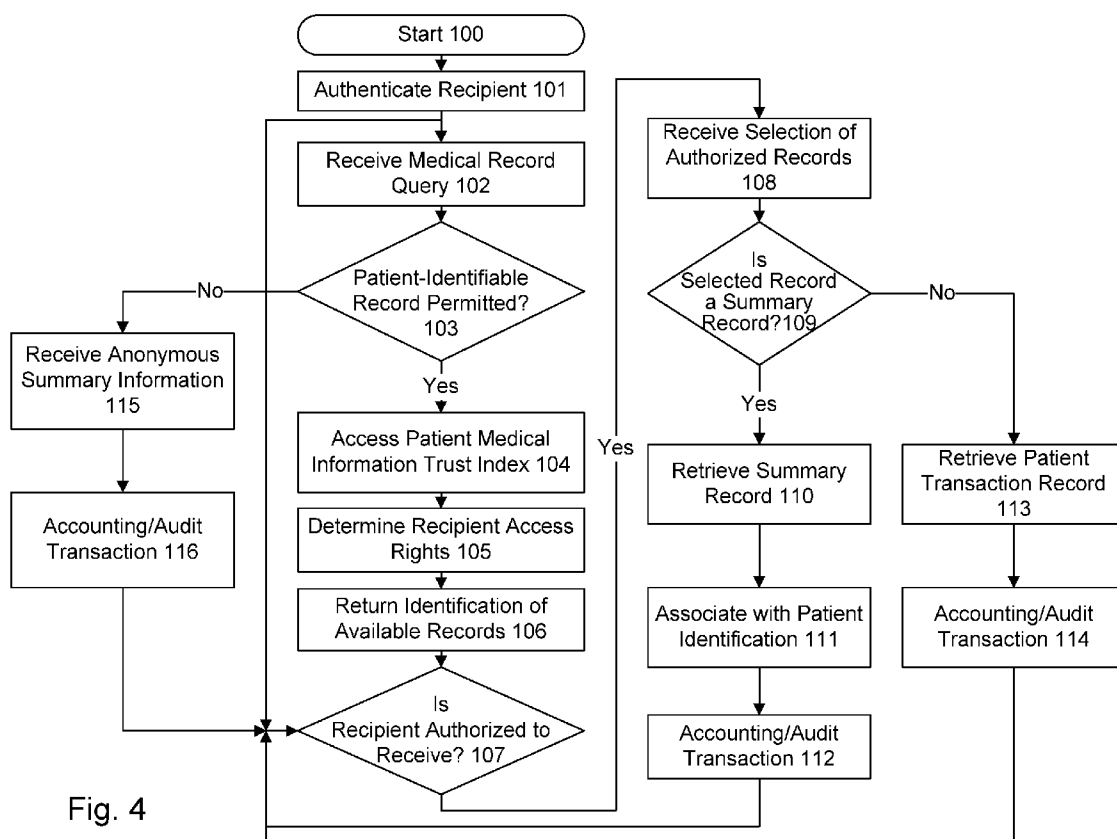 Start 100
Authenticate Recipient 101
Receive Medical Record
Query 102
Patient-Identifiable
Record Permitted?
103
No
Yes
Receive Anonymous
Summary Information
115
Accounting/Audit
Transaction 116
Access Patient Medical
Information Trust Index 104
Determine Recipient Access
Rights 105
Return Identification of
Available Records 106
Is
Recipient Authorized to
Receive? 107
Yes
Receive Selection of
Authorized Records
108
Is
Selected Record
a Summary
Record?109
No
Yes
Retrieve Summary
Record 110
Associate with Patient
Identification 111
Accounting/Audit
Transaction 112
Retrieve Patient
Transaction Record
113
Accounting/Audit
Transaction 114
Fig. 4